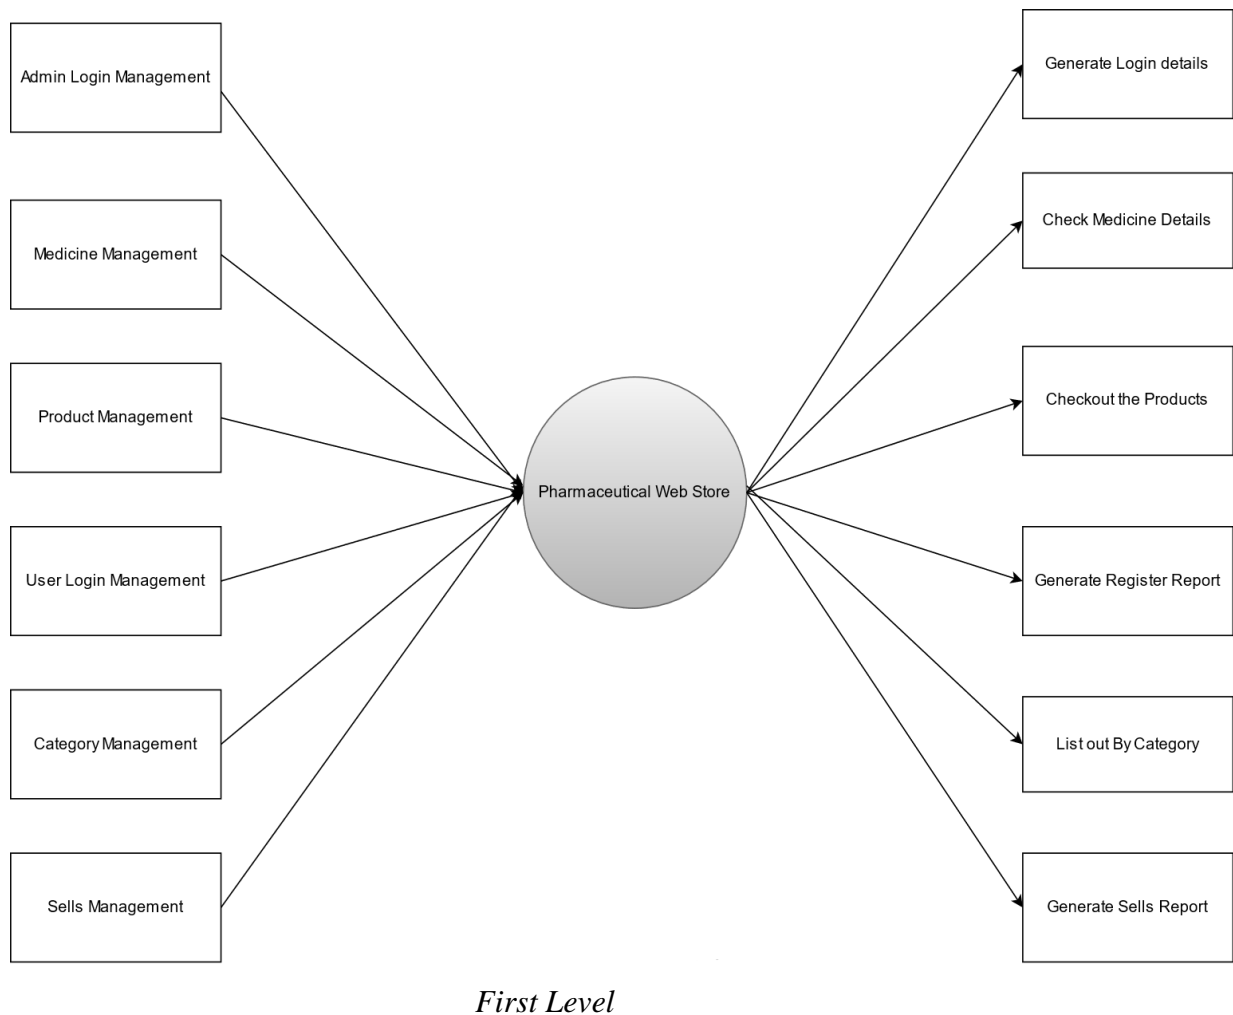 Admin Login Management
Medicine Management
Product Management
User Login Management
Category Management
Sells Management
Pharmaceutical Web Store
Generate Login details
Check Medicine Details
Checkout the Products
Generate Register Report
List out By Category
Generate Sells Report
First Level